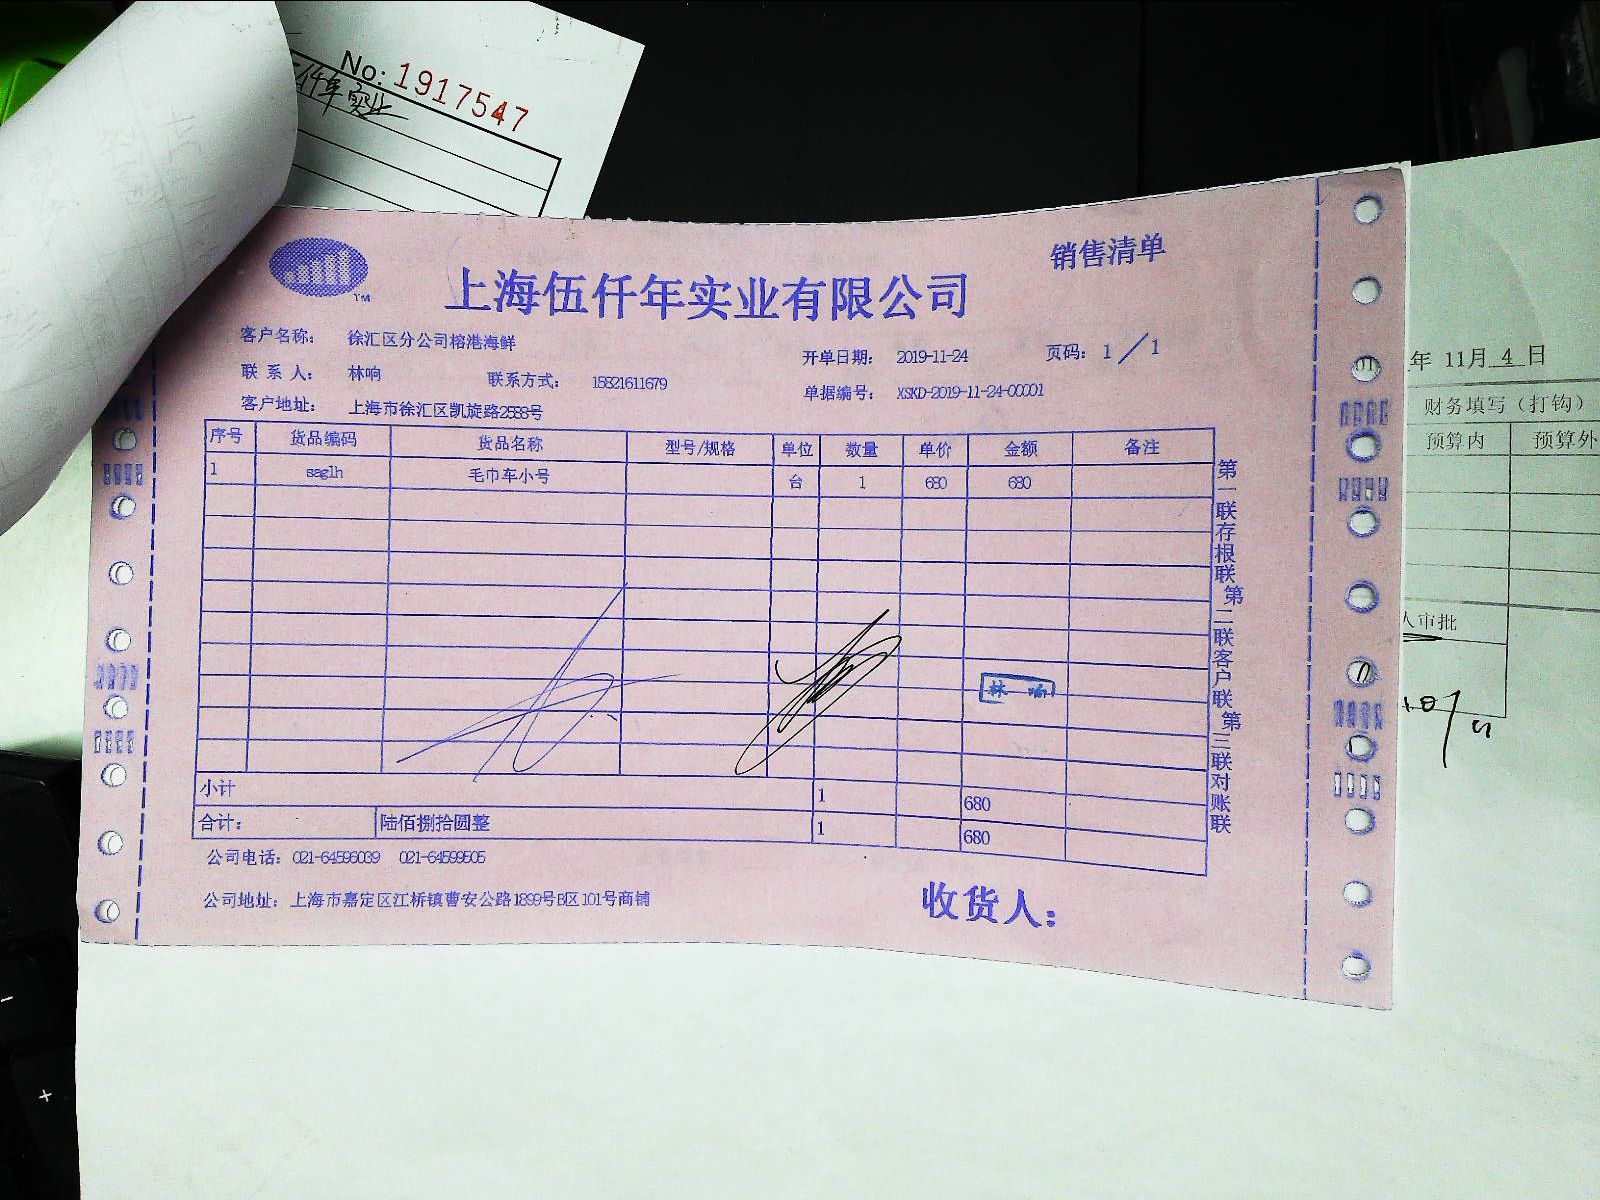 No: 1917547
仟年实业
销售清单
TM
上海伍仟年实业有限公司
客户名称： 徐汇区分公司榕港海鲜
开单日期： 2019-11-24 页码： 1／1
联系人： 林响 联系方式： 15821611679
单据编号： XSKD-2019-11-24-00001
客户地址： 上海市徐汇区凯旋路2588号
序号 货品编码 货品名称 型号/规格 单位 数量 单价 金额 备注
1 saglh 毛巾车小号 台 1 680 680
林响
小计 1 680
合计： 陆佰捌拾圆整 1 680
公司电话：021-64596039 021-64599505
公司地址：上海市嘉定区江桥镇曹安公路1899号B区101号商铺
收货人：
第一联存根联 第二联客户联 第三联对账联
年 11月 4 日
财务填写（打钩）
预算内 预算外
人审批